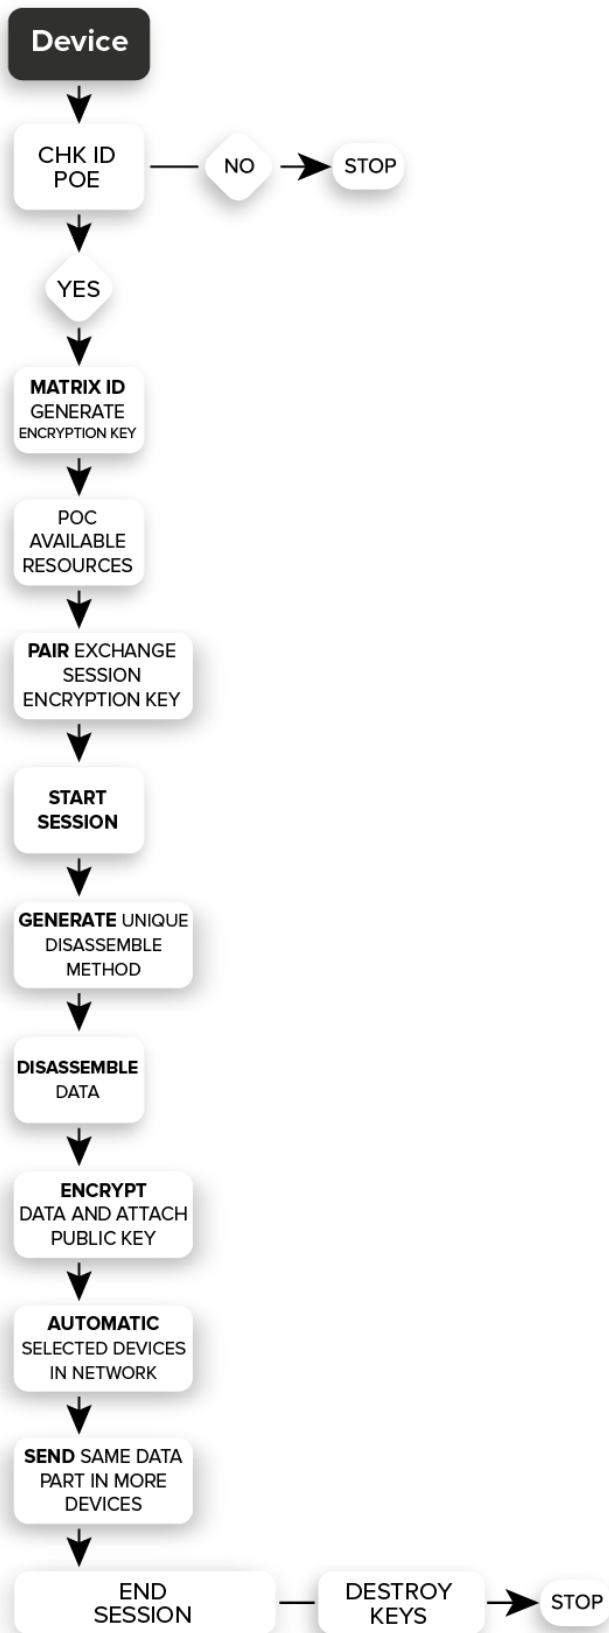 Device
CHK ID
POE
NO
STOP
YES
MATRIX ID
GENERATE
ENCRYPTION KEY
POC
AVAILABLE
RESOURCES
PAIR EXCHANGE
SESSION
ENCRYPTION KEY
START
SESSION
GENERATE UNIQUE
DISASSEMBLE
METHOD
DISASSEMBLE
DATA
ENCRYPT
DATA AND ATTACH
PUBLIC KEY
AUTOMATIC
SELECTED DEVICES
IN NETWORK
SEND SAME DATA
PART IN MORE
DEVICES
END
SESSION
DESTROY
KEYS
STOP